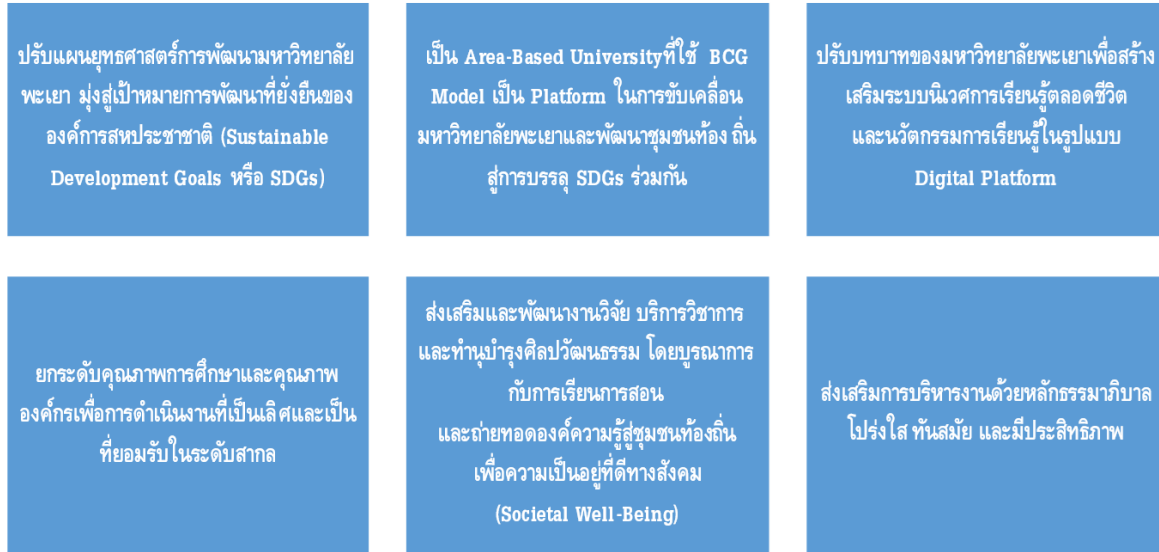 ปรับแผนยุทธศาสตร์การพัฒนามหาวิทยาลัย
พะเยา มุ่งสู่เป้าหมายการพัฒนาที่ยั่งยืนของ
องค์การสหประชาชาติ (Sustainable
Development Goals หรือ SDGs)
เป็น Area-Based Universityที่ใช้ BCG
Model เป็น Platform ในการขับเคลื่อน
มหาวิทยาลัยพะเยาและพัฒนาชุมชนท้อง ถิ่น
สู่การบรรลุ SDGs ร่วมกัน
ปรับบทบาทของมหาวิทยาลัยพะเยาเพื่อสร้าง
เสริมระบบนิเวศการเรียนรู้ตลอดชีวิต
และนวัตกรรมการเรียนรู้ในรูปแบบ
Digital Platform
ยกระดับคุณภาพการศึกษาและคุณภาพ
องค์กรเพื่อการดำเนินงานที่เป็นเลิศและเป็น
ที่ยอมรับในระดับสากล
ส่งเสริมและพัฒนางานวิจัย บริการวิชาการ
และทำนุบำรุงศิลปวัฒนธรรม โดยบูรณาการ
กับการเรียนการสอน
และถ่ายทอดองค์ความรู้สู่ชุมชนท้องถิ่น
เพื่อความเป็นอยู่ที่ดีทางสังคม
(Societal Well-Being)
ส่งเสริมการบริหารงานด้วยหลักธรรมาภิบาล
โปร่งใส ทันสมัย และมีประสิทธิภาพ